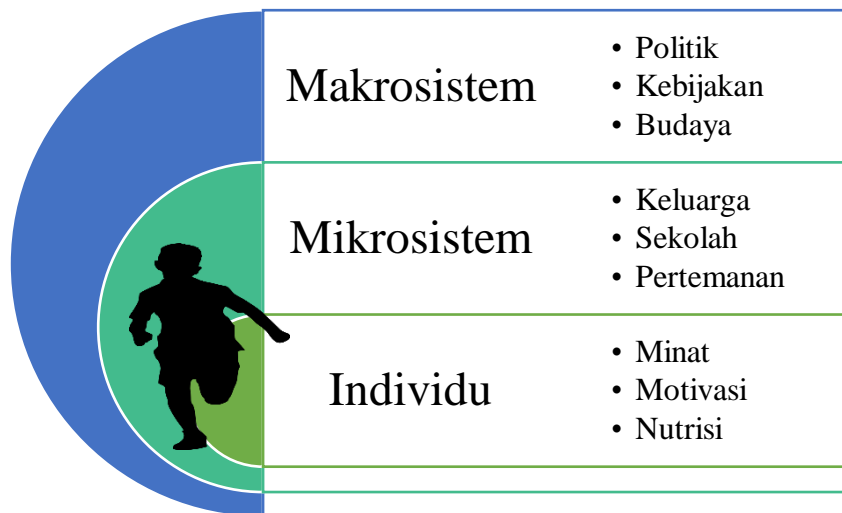 Makrosistem
• Politik
• Kebijakan
• Budaya
Mikrosistem
• Keluarga
• Sekolah
• Pertemanan
Individu
• Minat
• Motivasi
• Nutrisi